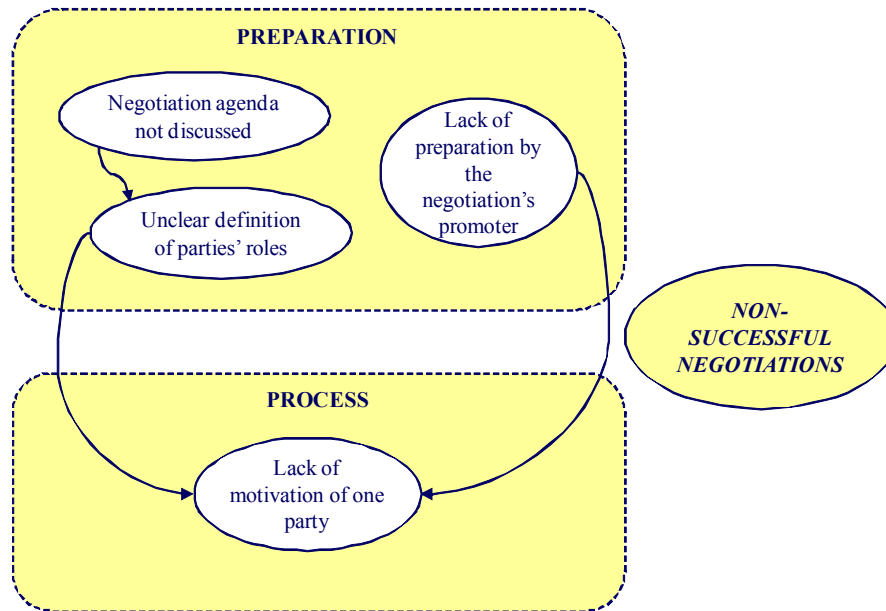 PREPARATION
Negotiation agenda
not discussed
Lack of
preparation by
the
negotiation’s
promoter
Unclear definition
of parties’ roles
NON-
SUCCESSFUL
NEGOTIATIONS
PROCESS
Lack of
motivation of one
party